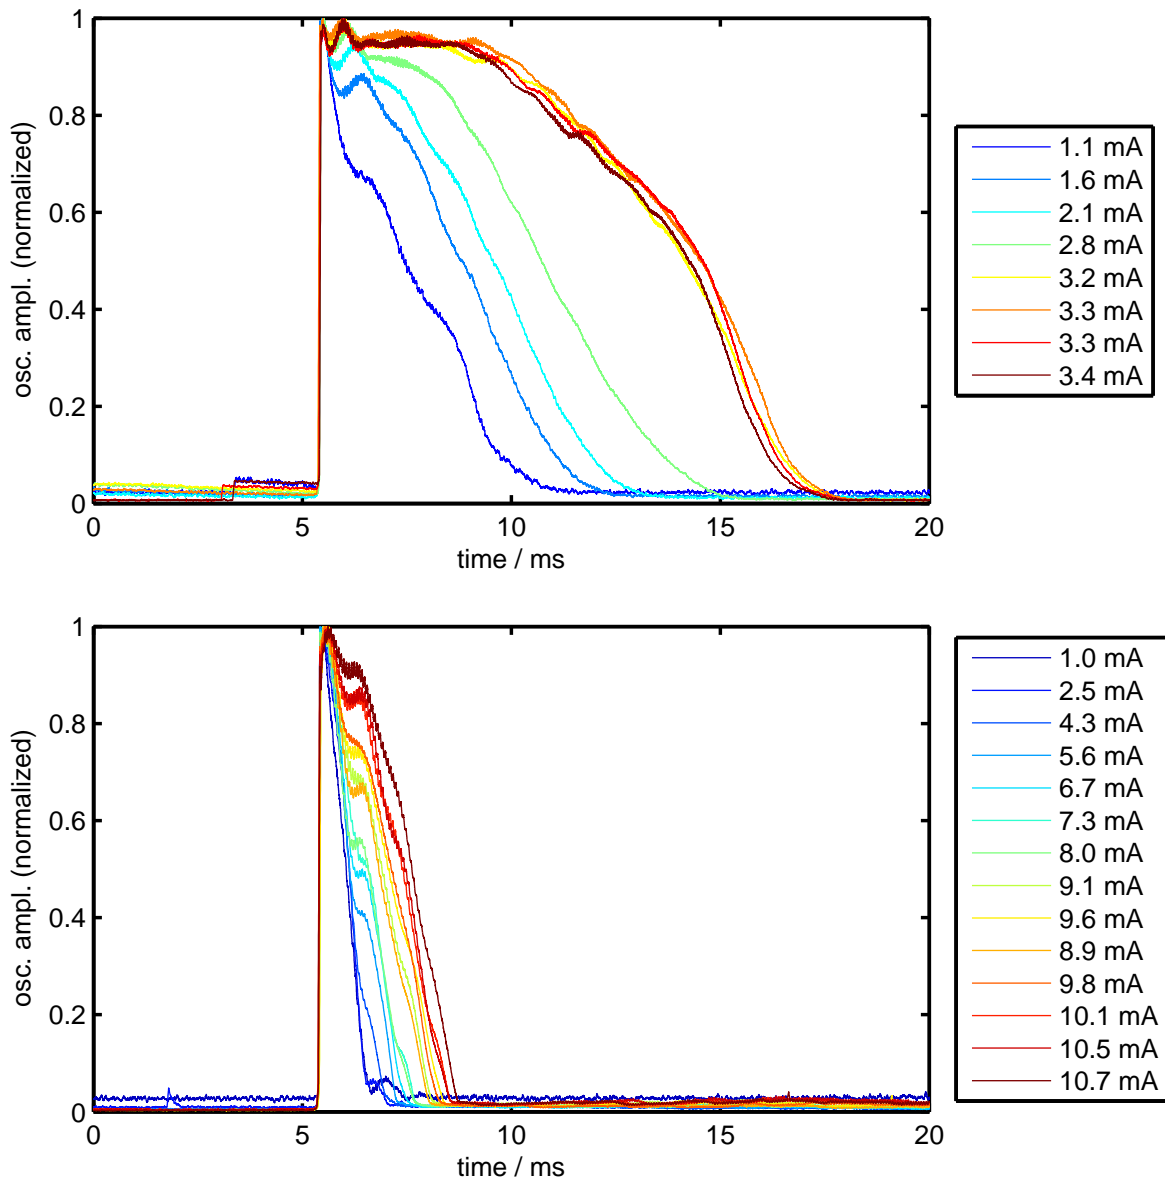 1
0.8
0.6
0.4
0.2
0
osc. ampl. (normalized)
0 5 10 15 20
time / ms
1.1 mA
1.6 mA
2.1 mA
2.8 mA
3.2 mA
3.3 mA
3.3 mA
3.4 mA
1
0.8
0.6
0.4
0.2
0
osc. ampl. (normalized)
0 5 10 15 20
time / ms
1.0 mA
2.5 mA
4.3 mA
5.6 mA
6.7 mA
7.3 mA
8.0 mA
9.1 mA
9.6 mA
8.9 mA
9.8 mA
10.1 mA
10.5 mA
10.7 mA